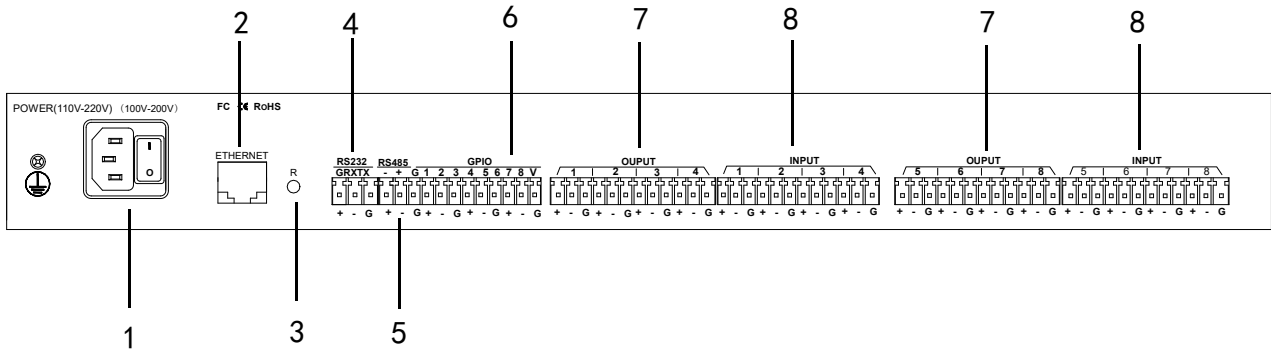 2 4 6 7 8 7 8
POWER(110V-220V) (100V-200V) FC CE RoHS
ETHERNET
R
RS232 RS485 GPIO OUPUT INPUT OUPUT INPUT
GRXTX - + G 1 2 3 4 5 6 7 8 V 1 2 3 4 1 2 3 4 5 6 7 8 5 6 7 8
I
O
+ - G + - G + - G + - G + - G + - G + - G + - G + - G + - G + - G + - G + - G + - G + - G + - G + - G + - G + - G + - G
1 3 5